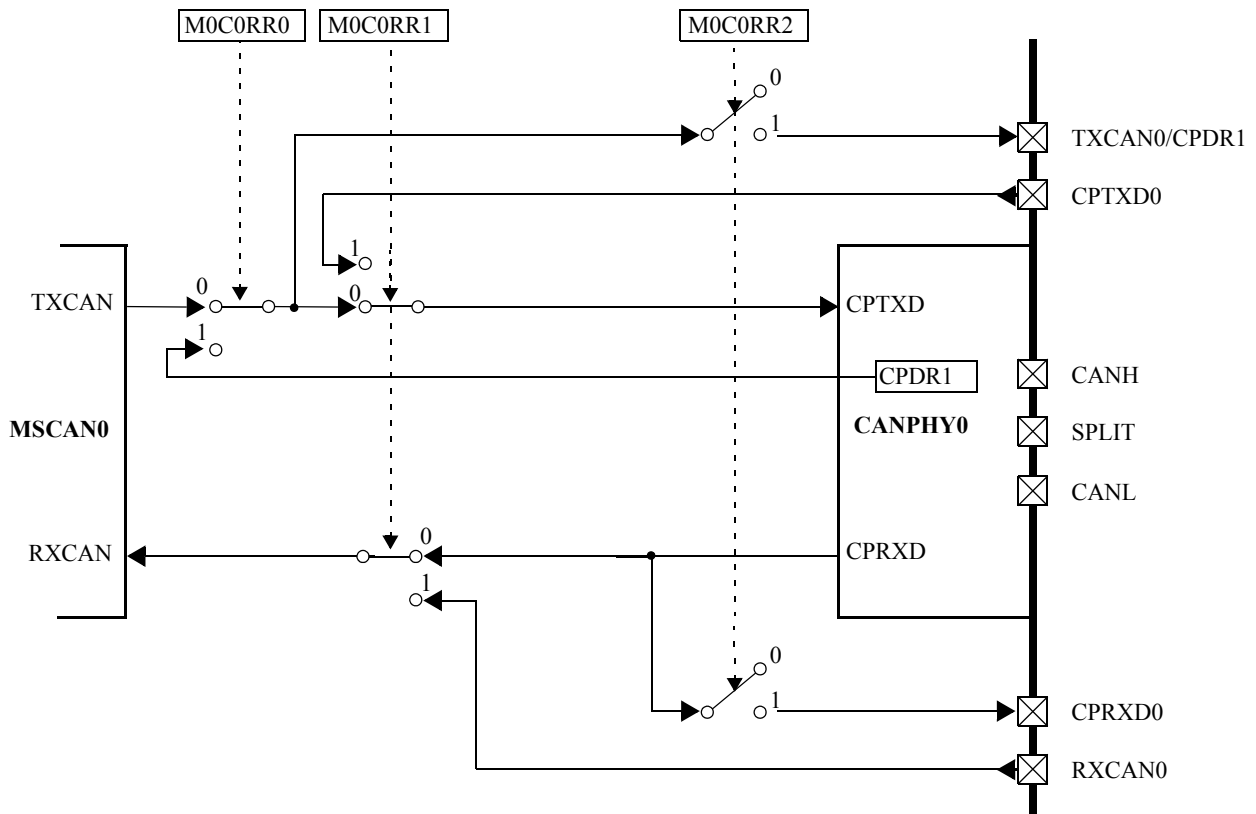 M0C0RR0
M0C0RR1
M0C0RR2
0
1
TXCAN0/CPDR1
CPTXD0
1
0
0
TXCAN
CPTXD
1
CPDR1
CANH
MSCAN0
CANPHY0
SPLIT
CANL
RXCAN
0
CPRXD
1
0
1
CPRXD0
RXCAN0